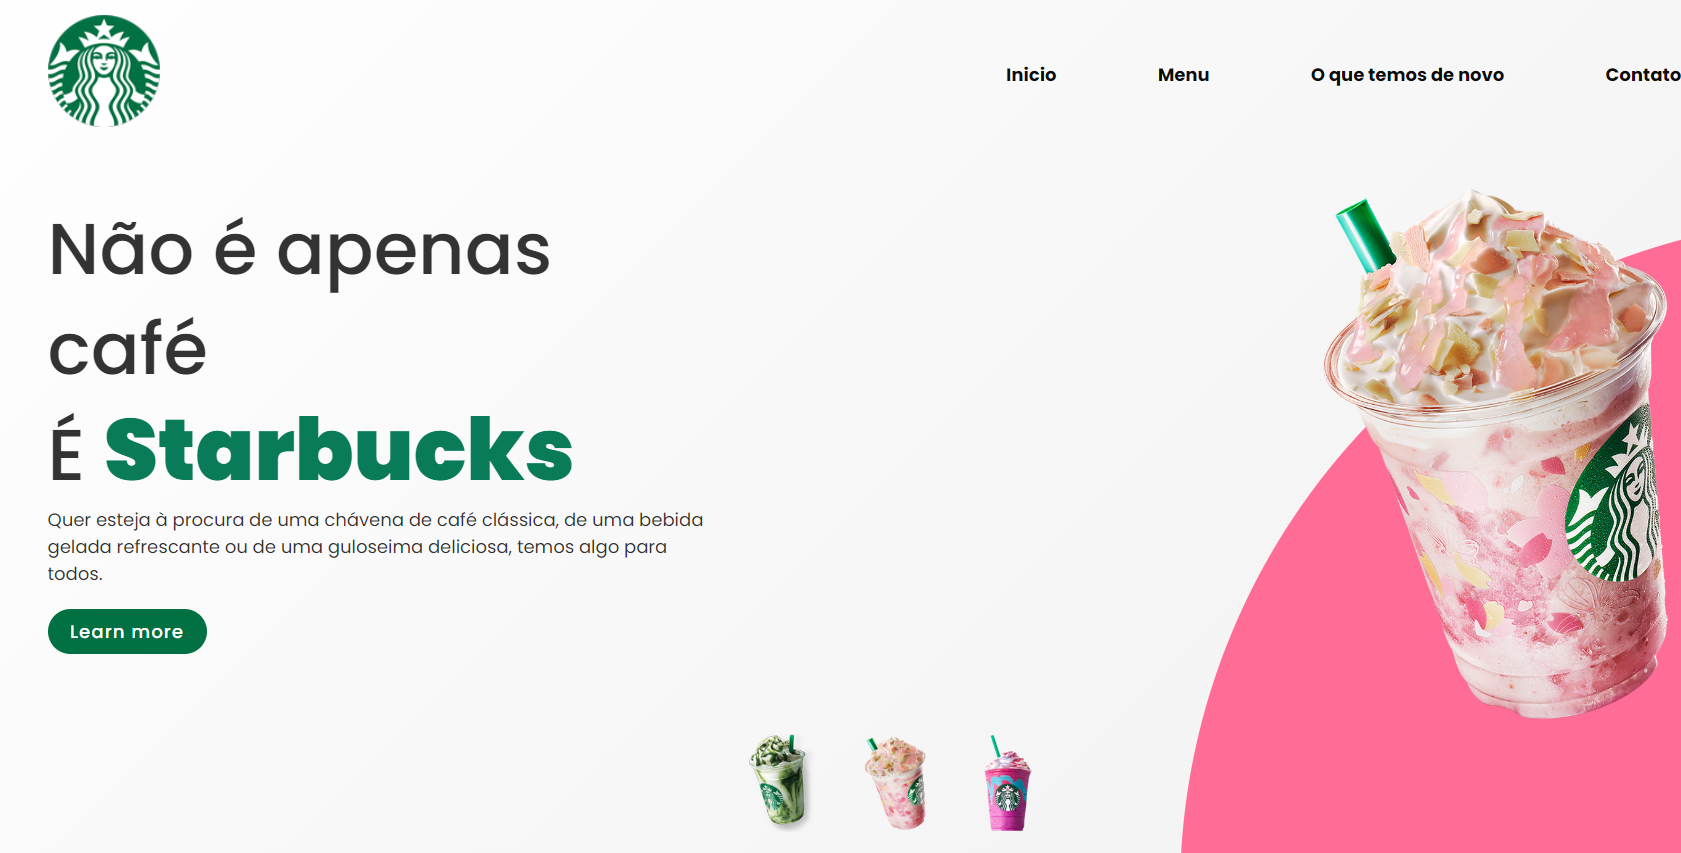 Inicio
Menu
O que temos de novo
Contato
Não é apenas
café
É Starbucks
Quer esteja à procura de uma chávena de café clássica, de uma bebida
gelada refrescante ou de uma guloseima deliciosa, temos algo para
todos.
Learn more